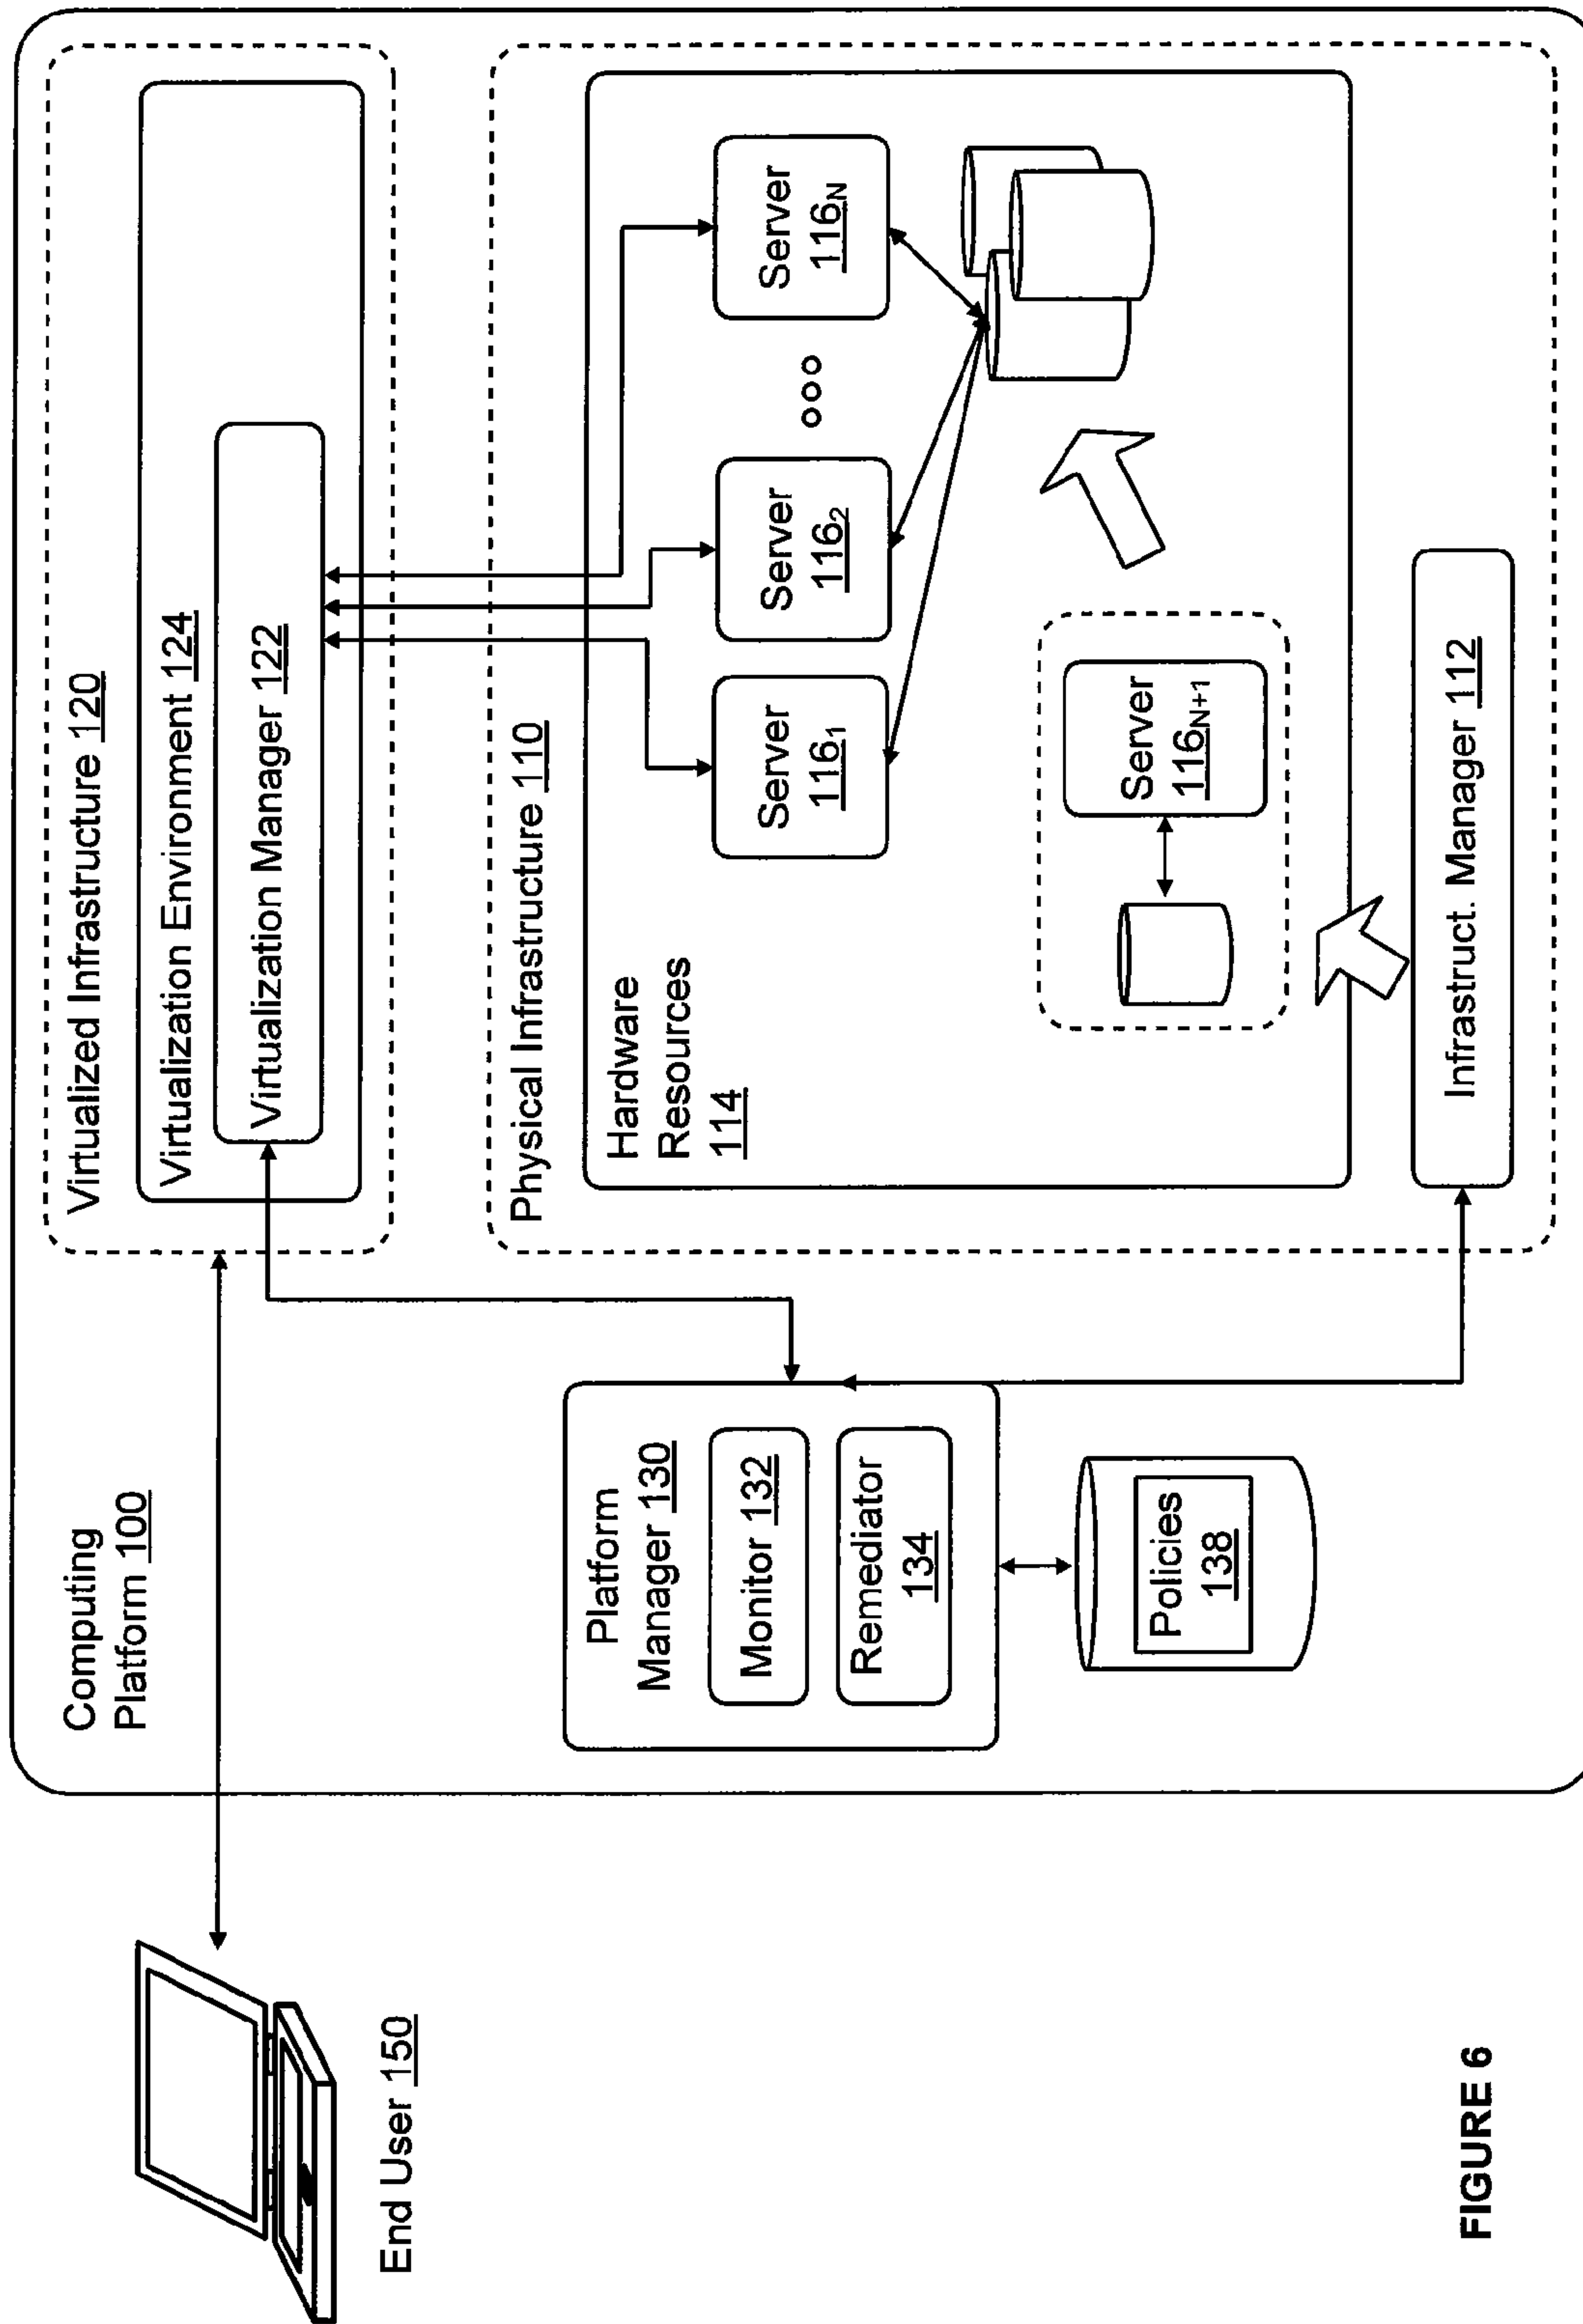 Computing
Platform 100
Virtualized Infrastructure 120
Virtualization Environment 124
Virtualization Manager 122
End User 150
Platform
Manager 130
Monitor 132
Remediator
134
Policies
138
Physical Infrastructure 110
Hardware
Resources
114
Server
116₁
Server
116₂
Server
116N
Server
116N+1
Infrastruct. Manager 112
FIGURE 6